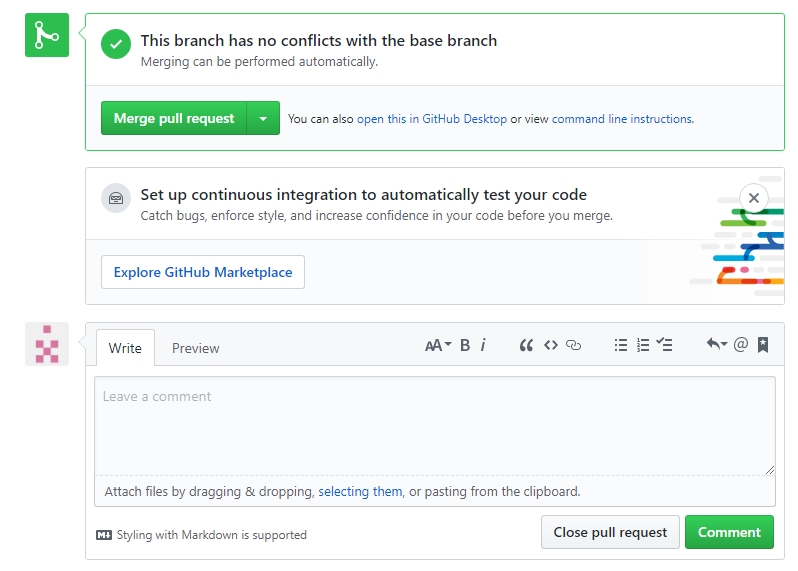 This branch has no conflicts with the base branch
Merging can be performed automatically.
Merge pull request
You can also open this in GitHub Desktop or view command line instructions.
Set up continuous integration to automatically test your code
Catch bugs, enforce style, and increase confidence in your code before you merge.
Explore GitHub Marketplace
Write Preview AA B i
Leave a comment
Attach files by dragging & dropping, selecting them, or pasting from the clipboard.
Styling with Markdown is supported
Close pull request Comment